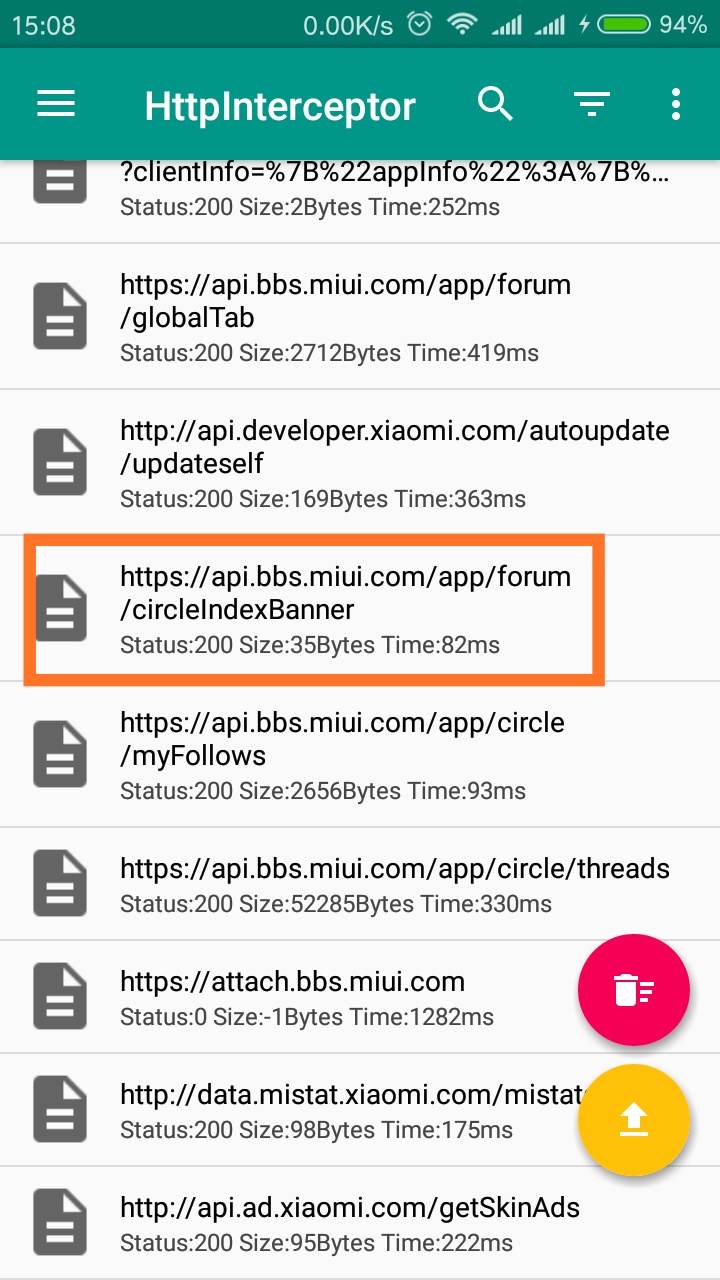 15:08 0.00K/s 94%
HttpInterceptor
?clientInfo=%7B%22appInfo%22%3A%7B%...
Status:200 Size:2Bytes Time:252ms
https://api.bbs.miui.com/app/forum
/globalTab
Status:200 Size:2712Bytes Time:419ms
http://api.developer.xiaomi.com/autoupdate
/updateself
Status:200 Size:169Bytes Time:363ms
https://api.bbs.miui.com/app/forum
/circleIndexBanner
Status:200 Size:35Bytes Time:82ms
https://api.bbs.miui.com/app/circle
/myFollows
Status:200 Size:2656Bytes Time:93ms
https://api.bbs.miui.com/app/circle/threads
Status:200 Size:52285Bytes Time:330ms
https://attach.bbs.miui.com
Status:0 Size:-1Bytes Time:1282ms
http://data.mistat.xiaomi.com/mistat
Status:200 Size:98Bytes Time:175ms
http://api.ad.xiaomi.com/getSkinAds
Status:200 Size:95Bytes Time:222ms